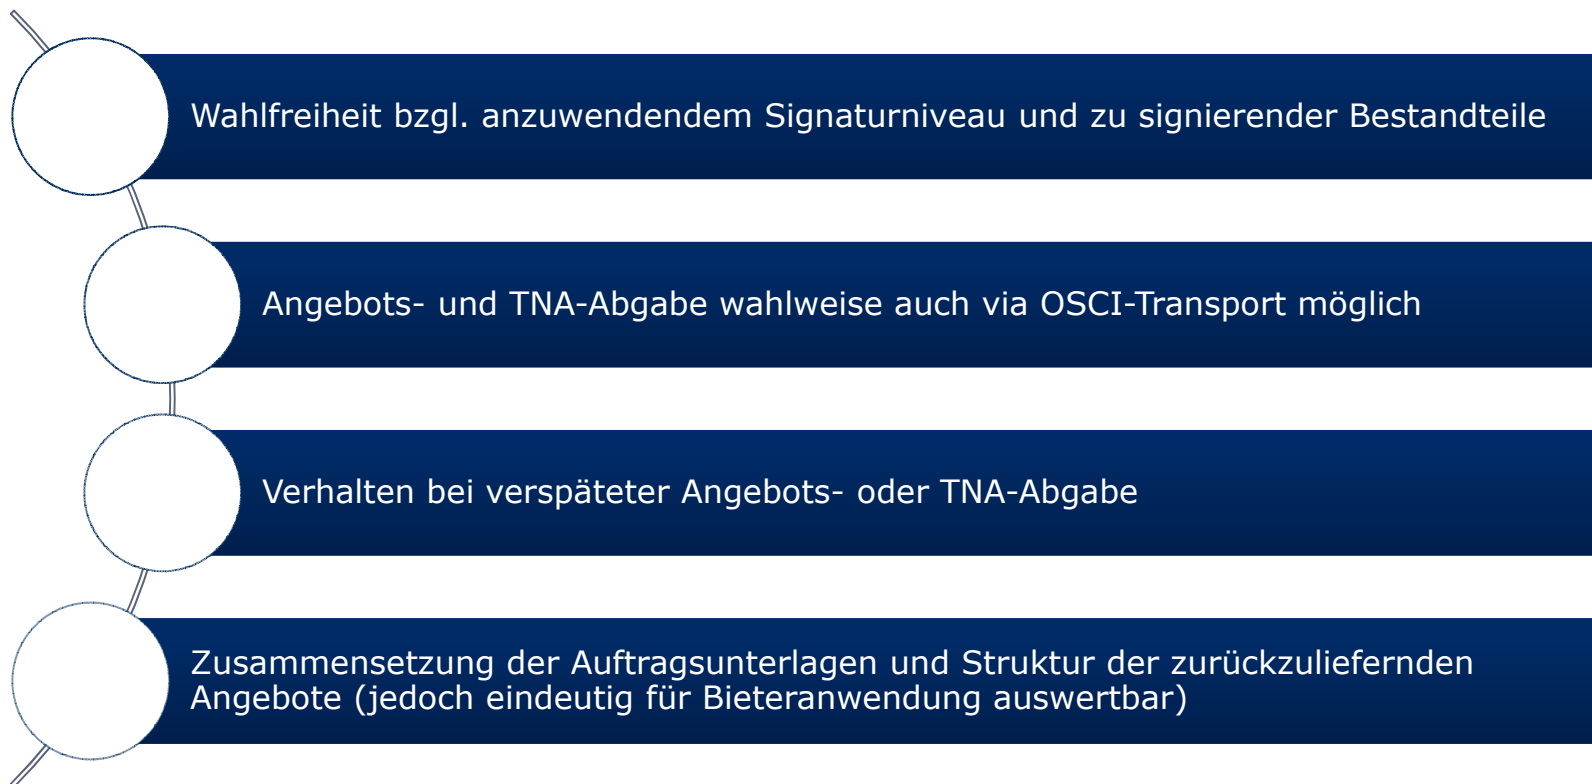 Wahlfreiheit bzgl. anzuwendendem Signaturniveau und zu signierender Bestandteile
Angebots- und TNA-Abgabe wahlweise auch via OSCI-Transport möglich
Verhalten bei verspäteter Angebots- oder TNA-Abgabe
Zusammensetzung der Auftragsunterlagen und Struktur der zurückzuliefernden
Angebote (jedoch eindeutig für Bieteranwendung auswertbar)